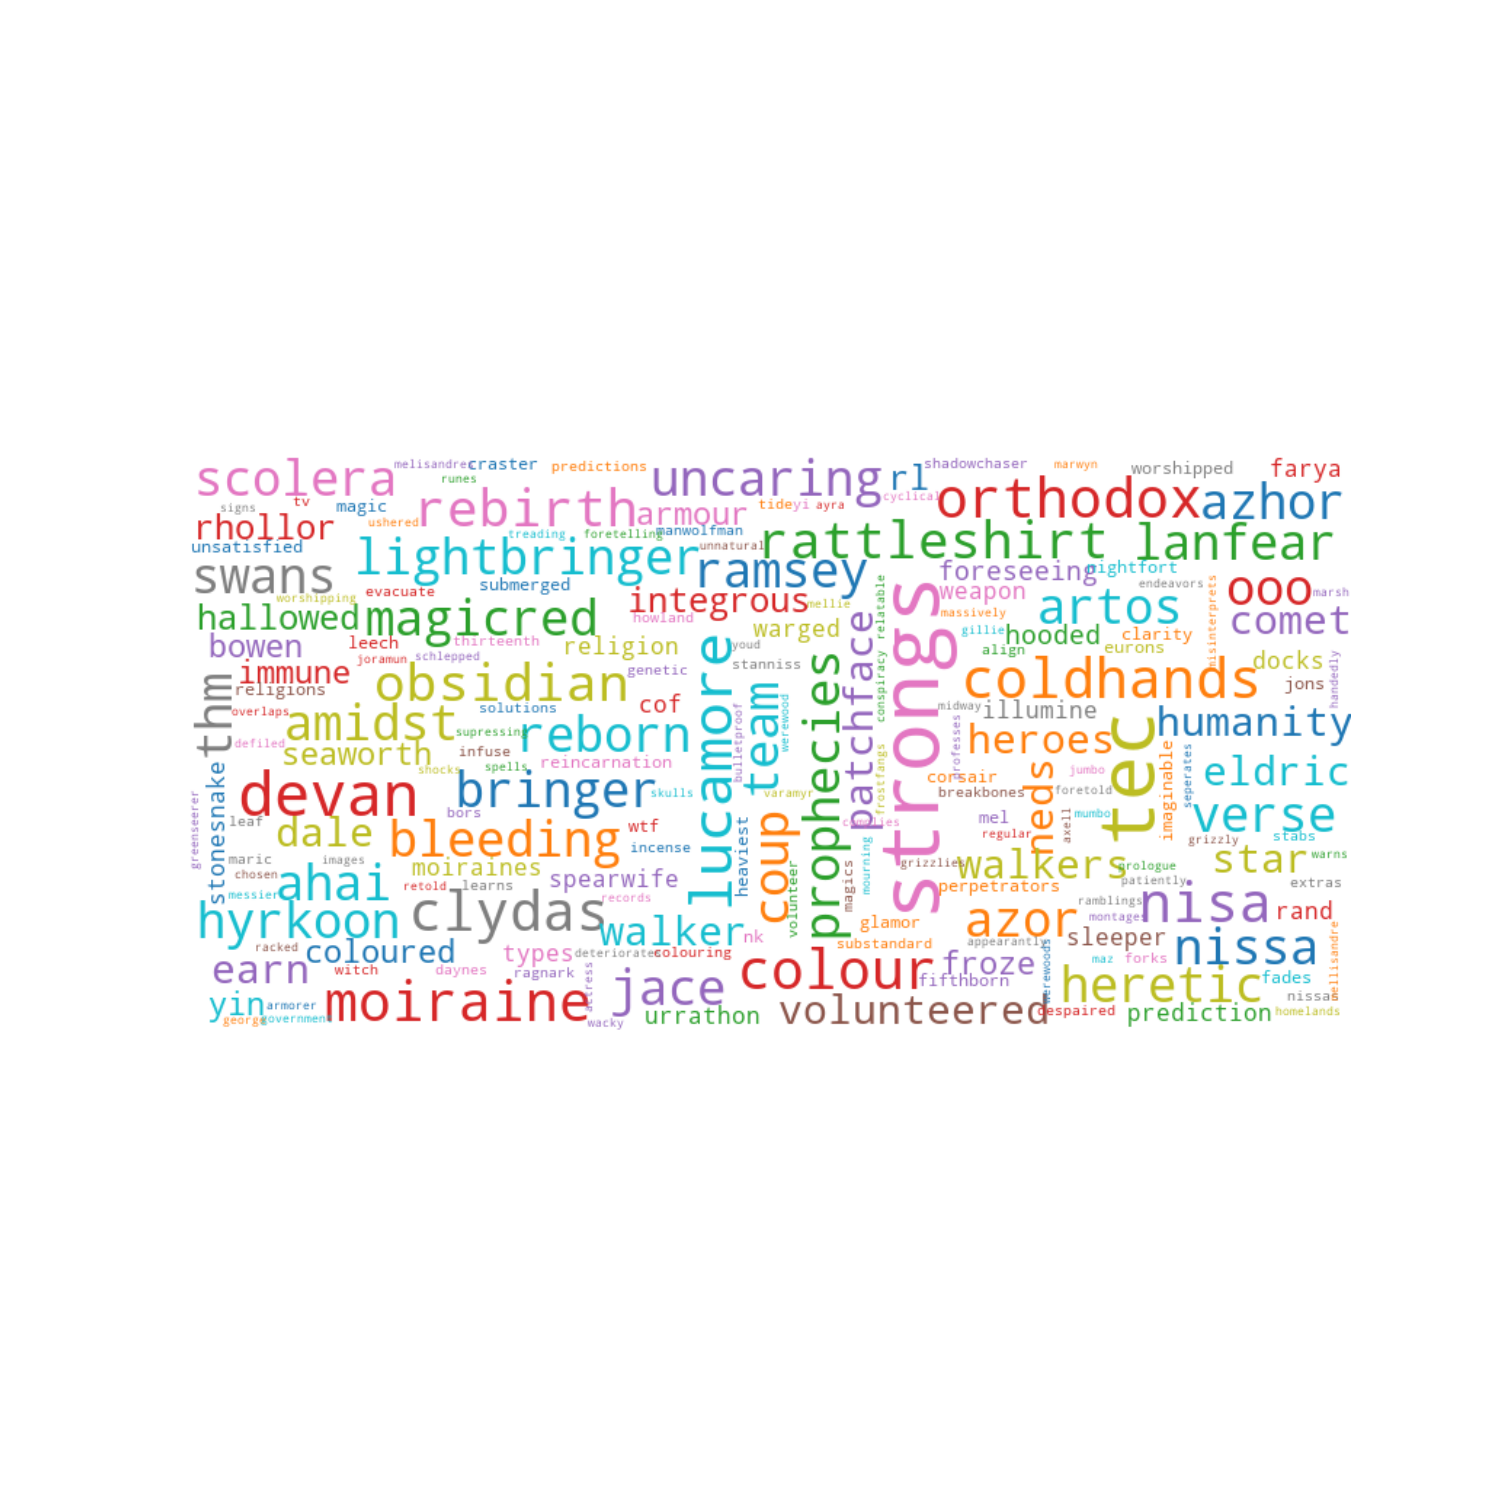 scolera
melisandres
craster
predictions
uncaring
rl
shadowchaser
marwyn
worshipped
farya
runes
signs
tv
magic
rebirth
armour
tide
yi
ayra
cyclical
orthodox
azhor
rhollor
ushered
treading
foretelling
manwolfman
unsatisfied
lightbringer
unnatural
rattleshirt
lanfear
swans
submerged
ramsey
foreseeing
nightfort
endeavors
worshipping
evacuate
integrous
mellie
weapon
ooo
marsh
hallowed
magicred
howland
warged
massively
artos
comet
bowen
leech
thirteenth
religion
youd
gillie
hooded
clarity
misinterprets
joramun
schlepped
align
eurons
docks
immune
genetic
stanniss
relatable
conspiracy
coldhands
jons
handedly
religions
obsidian
cof
thm
overlaps
amidst
solutions
lucamore
team
werewood
prophecies
patchface
strongs
midway
illumine
humanity
defiled
supressing
reborn
bulletproof
professes
heroes
tec
seaworth
infuse
reincarnation
frostfangs
imaginable
seperates
shocks
spells
stonesnake
corsair
jumbo
eldric
devan
bringer
skulls
varamyr
breakbones
neds
foretold
greenseerer
leaf
bors
mel
mumbo
verse
dale
bleeding
wtf
coup
regular
axell
stabs
grizzly
maric
images
incense
heaviest
volunteer
magics
mourning
grizzlies
walkers
prologue
star
warns
chosen
moiraines
messier
ahai
retold
learns
spearwife
perpetrators
patiently
extras
records
ramblings
hyrkoon
clydas
walker
nk
glamor
azor
montages
nisa
rand
racked
coloured
types
deteriorates
colouring
substandard
appearantly
sleeper
nissa
earn
witch
daynes
ragnark
actress
jace
colour
froze
fifthborn
werewoods
maz
forks
heretic
fades
mellisandre
yin
armorer
moiraine
nissas
george
government
wacky
urrathon
volunteered
despaired
prediction
homelands